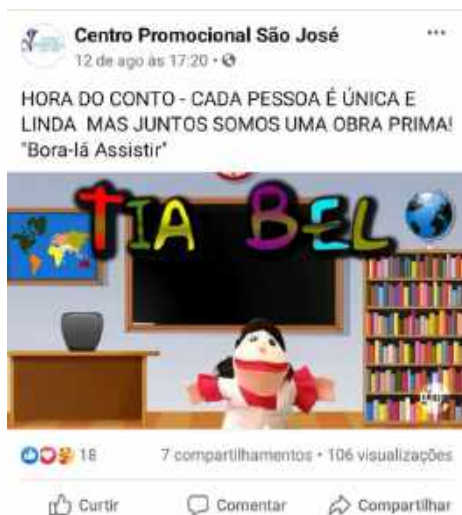 Centro Promocional São José
12 de ago às 17:20
HORA DO CONTO - CADA PESSOA É ÚNICA E
LINDA MAS JUNTOS SOMOS UMA OBRA PRIMA!
"Bora-lá Assistir"
TIA BEL
18
7 compartilhamentos • 106 visualizações
Curtir
Comentar
Compartilhar